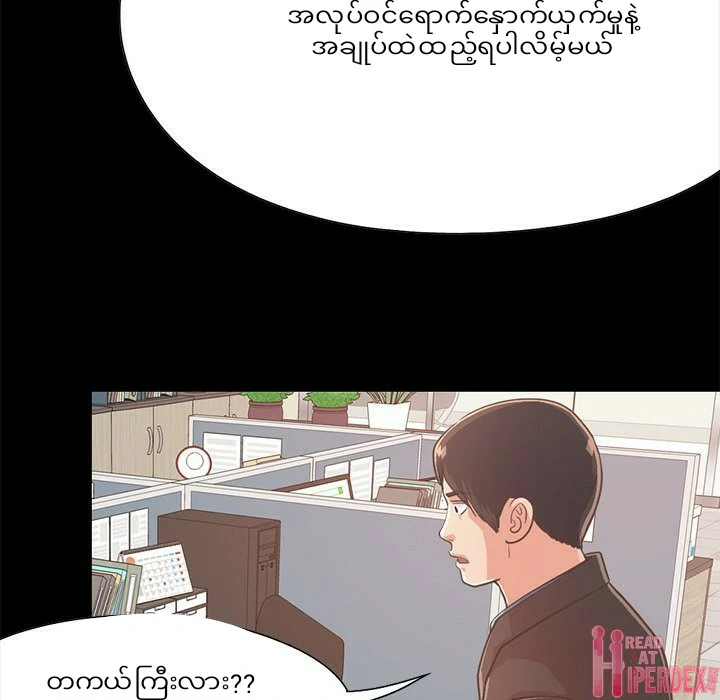 အလုပ်ဝင်ရောက်နှောက်ယှက်မှုနဲ့
အချုပ်ထဲထည့်ရပါလိမ့်မယ်
တကယ်ကြီးလား??
READ
AT
HIPERDEX